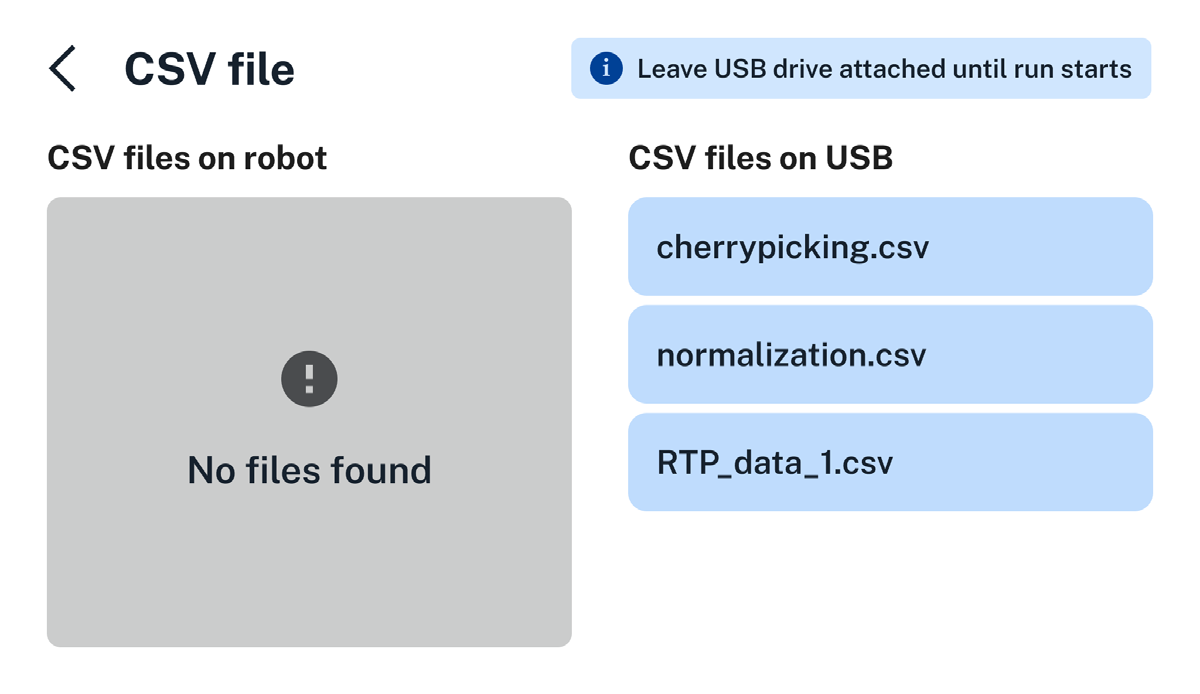 CSV file
Leave USB drive attached until run starts
CSV files on robot
No files found
CSV files on USB
cherrypicking.csv
normalization.csv
RTP_data_1.csv